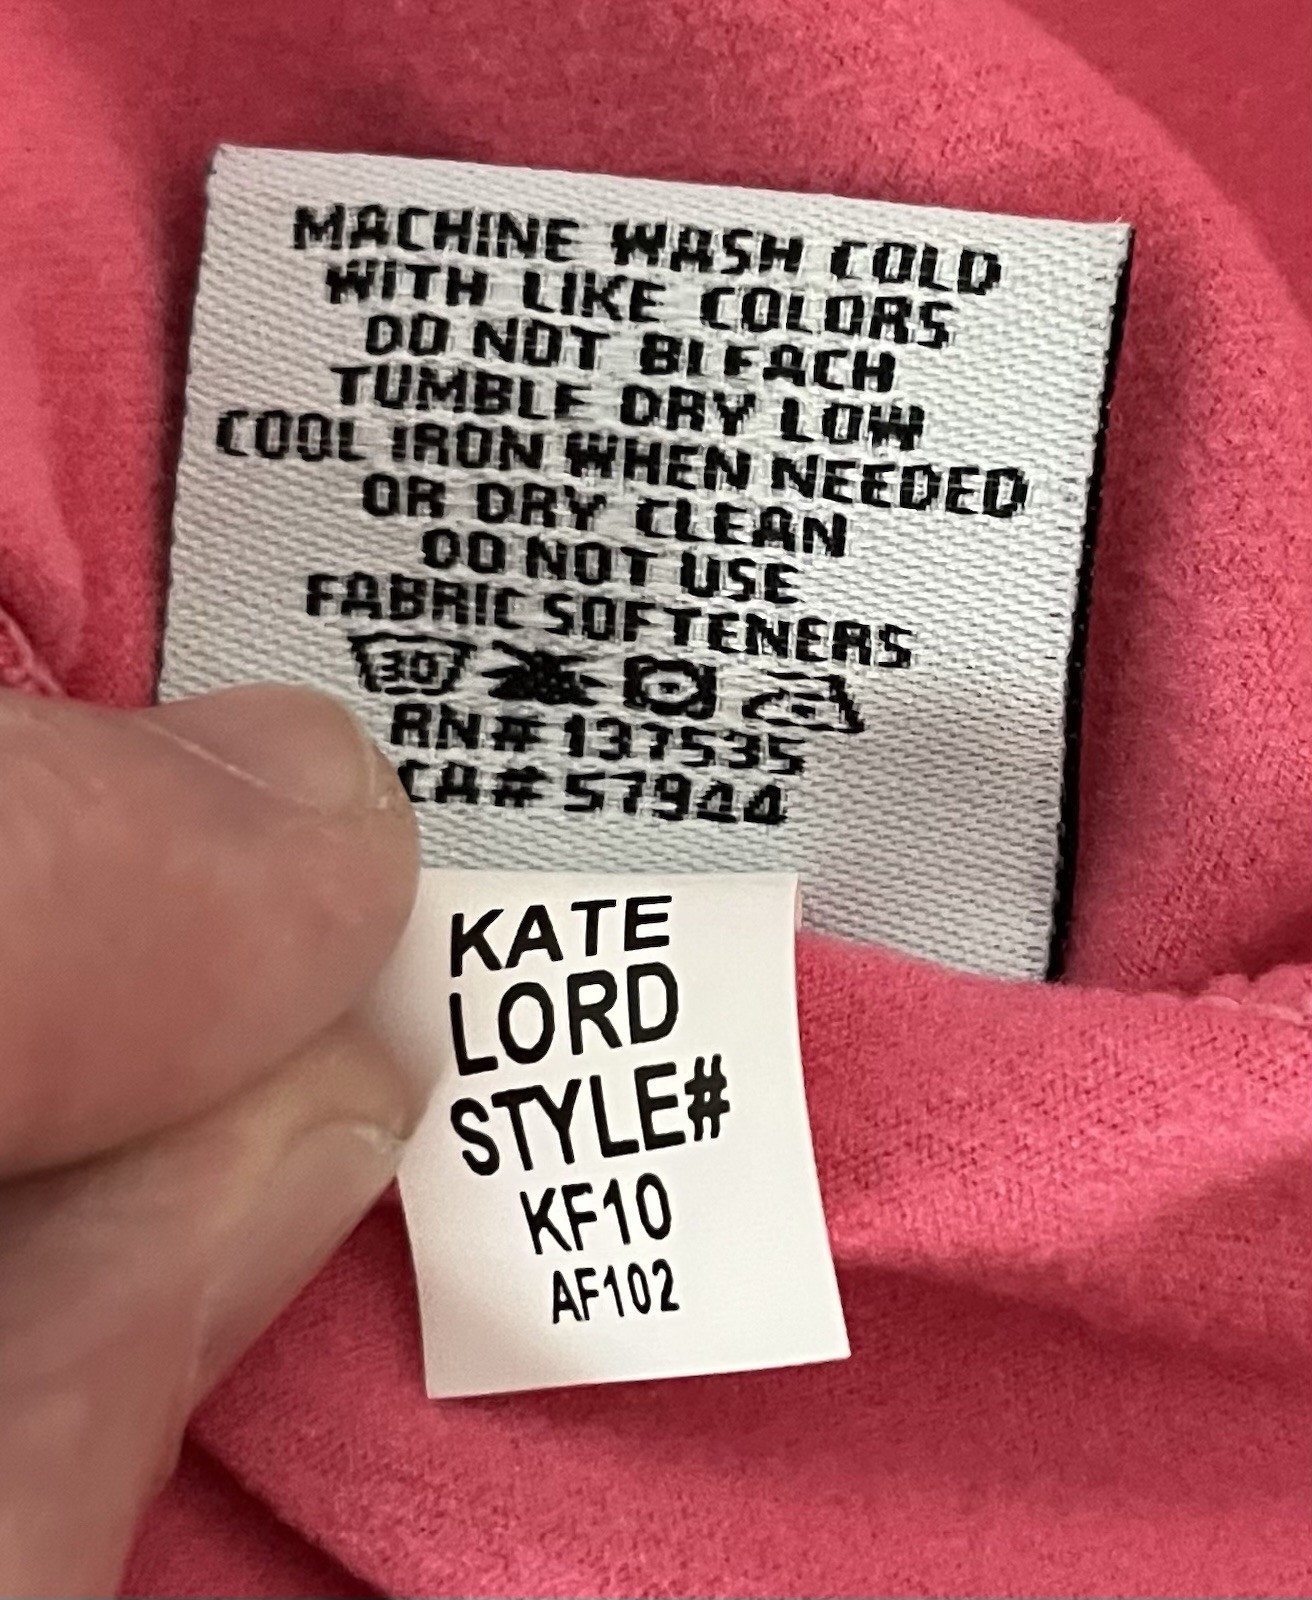 MACHINE WASH COLD
WITH LIKE COLORS
DO NOT BLEACH
TUMBLE DRY LOW
COOL IRON WHEN NEEDED
OR DRY CLEAN
DO NOT USE
FABRIC SOFTENERS
30
RN# 137535
CA# 57944
KATE
LORD
STYLE#
KF10
AF102